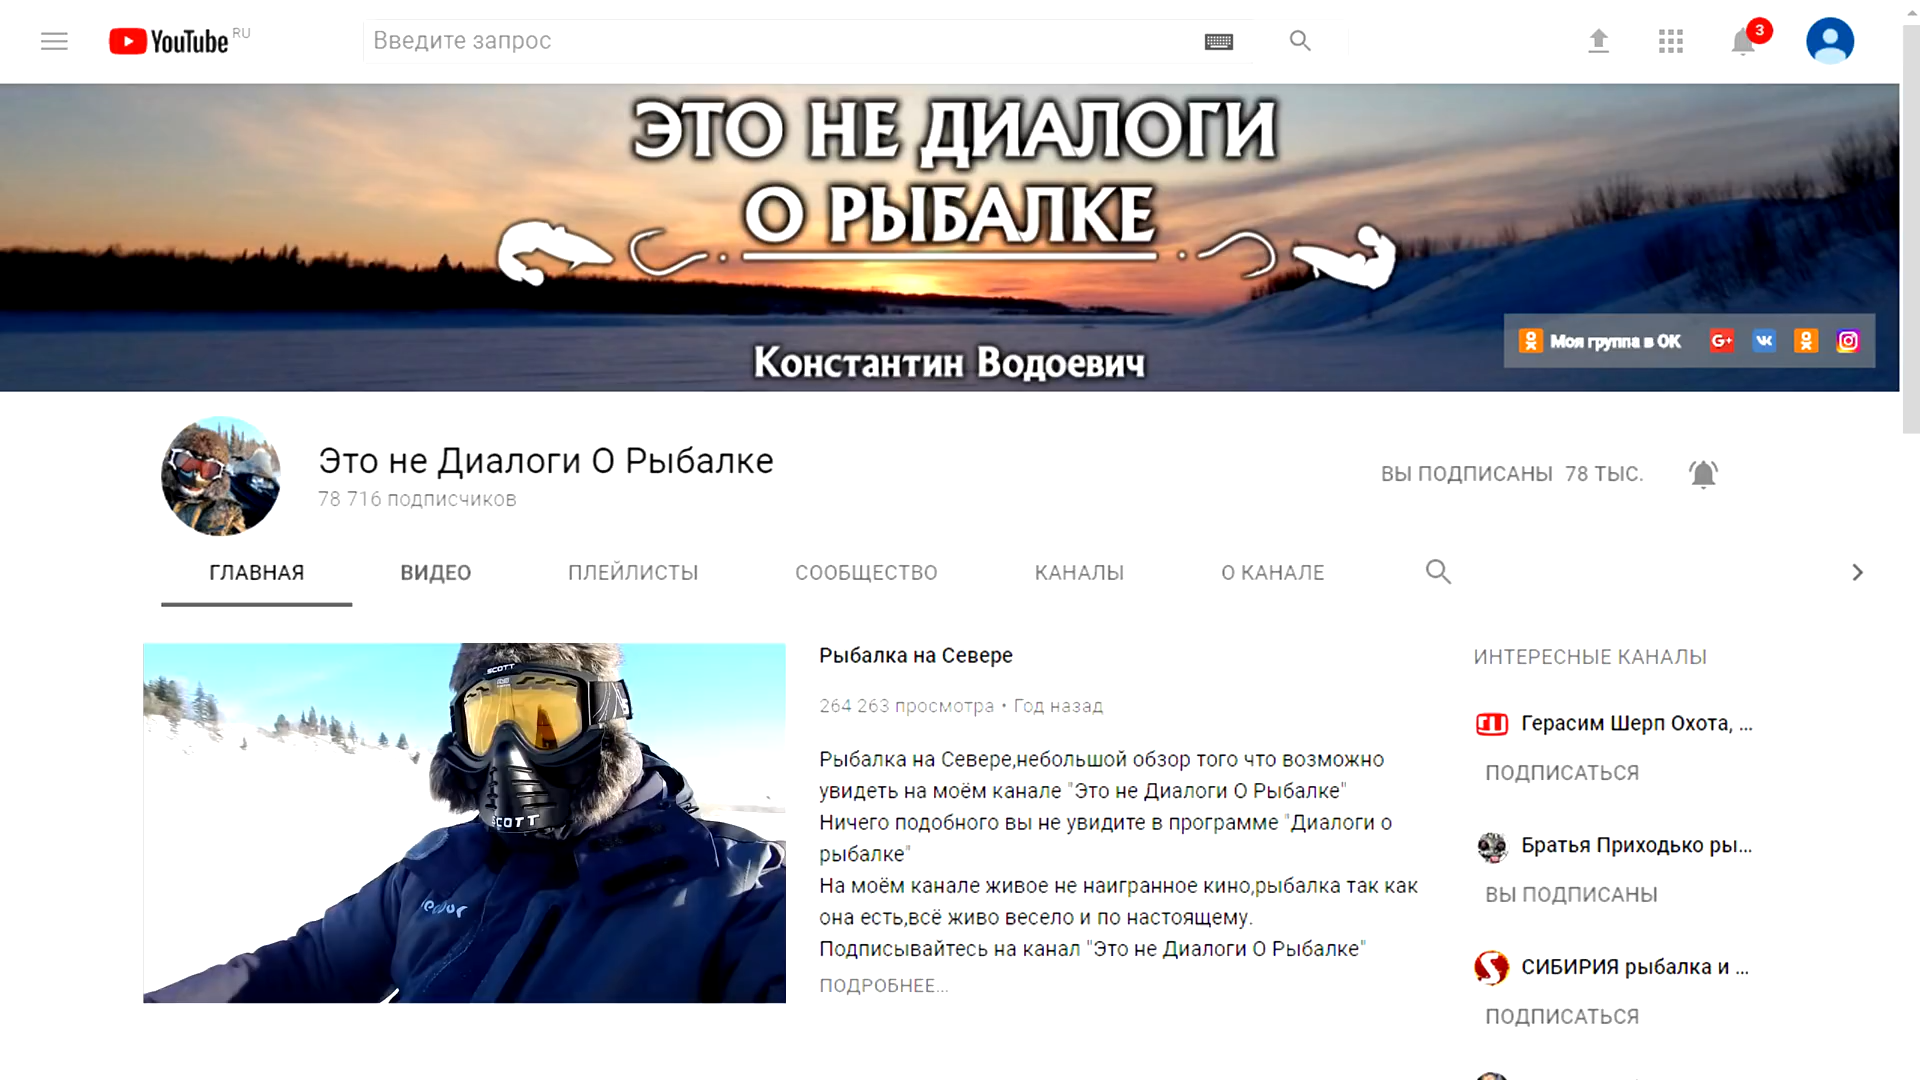 YouTube RU
Введите запрос
3
ЭТО НЕ ДИАЛОГИ
О РЫБАЛКЕ
Константин Водоевич
Моя группа в ОК
Это не Диалоги О Рыбалке
78 716 подписчиков
ВЫ ПОДПИСАНЫ 78 ТЫС.
ГЛАВНАЯ ВИДЕО ПЛЕЙЛИСТЫ СООБЩЕСТВО КАНАЛЫ О КАНАЛЕ
SCOTT
SCOTT
Рыбалка на Севере
264 263 просмотра • Год назад
Рыбалка на Севере,небольшой обзор того что возможно
увидеть на моём канале "Это не Диалоги О Рыбалке"
Ничего подобного вы не увидите в программе "Диалоги о
рыбалке"
На моём канале живое не наигранное кино,рыбалка так как
она есть,всё живо весело и по настоящему.
Подписывайтесь на канал "Это не Диалоги О Рыбалке"
ПОДРОБНЕЕ...
ИНТЕРЕСНЫЕ КАНАЛЫ
Герасим Шерп Охота, ...
ПОДПИСАТЬСЯ
Братья Приходько ры...
ВЫ ПОДПИСАНЫ
СИБИРИЯ рыбалка и ...
ПОДПИСАТЬСЯ